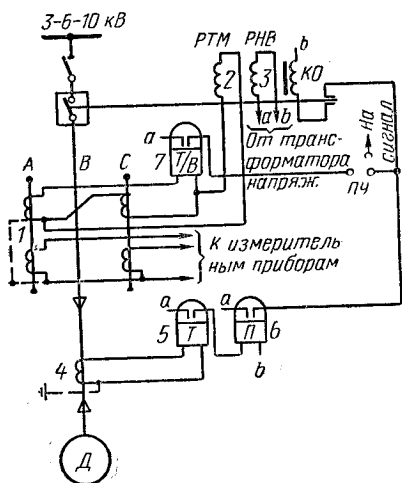 3-6-10 кВ
РТМ РНВ b
2 3 КО
a b
a
7 Т/В
От транс-
форматора
напряж.
ПУ
На
сигнал
А В С
1
К измеритель-
ным приборам
a a
5 Т П 6
b
4
Д